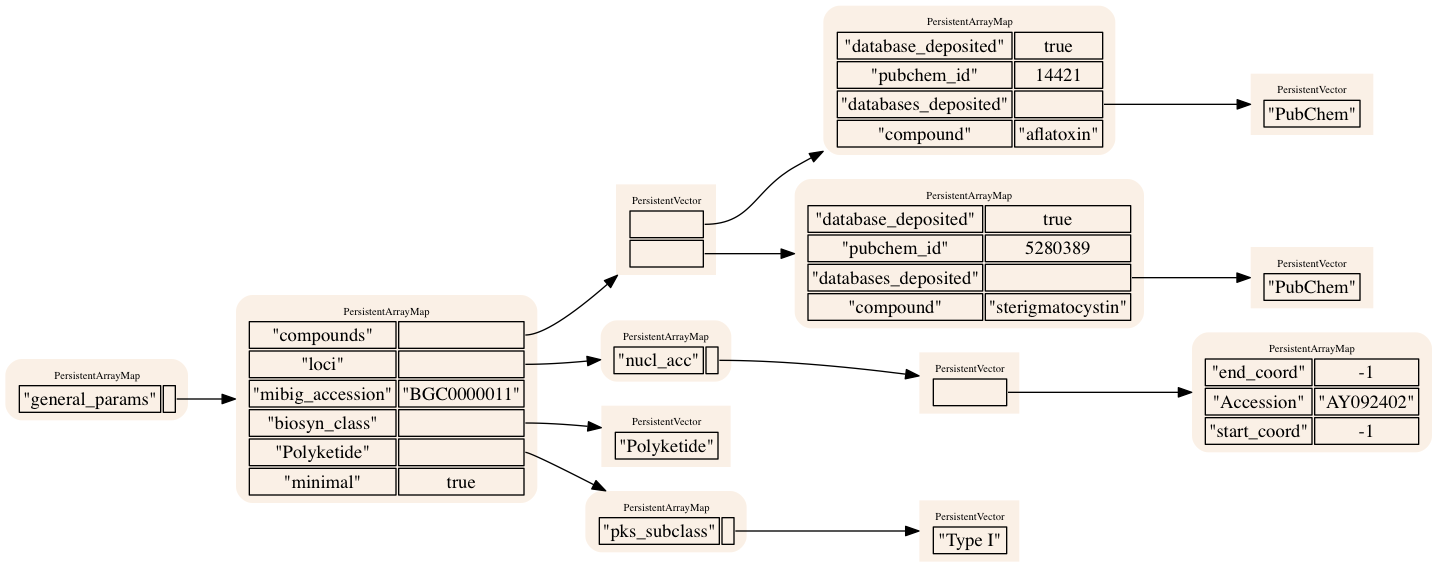 PersistentArrayMap
"general_params"
PersistentArrayMap
"compounds"
"loci"
"mibig_accession" "BGC0000011"
"biosyn_class"
"Polyketide"
"minimal" true
PersistentVector
PersistentArrayMap
"database_deposited" true
"pubchem_id" 14421
"databases_deposited"
"compound" "aflatoxin"
PersistentVector
"PubChem"
PersistentArrayMap
"database_deposited" true
"pubchem_id" 5280389
"databases_deposited"
"compound" "sterigmatocystin"
PersistentVector
"PubChem"
PersistentArrayMap
"nucl_acc"
PersistentVector
PersistentArrayMap
"end_coord" -1
"Accession" "AY092402"
"start_coord" -1
PersistentVector
"Polyketide"
PersistentArrayMap
"pks_subclass"
PersistentVector
"Type I"